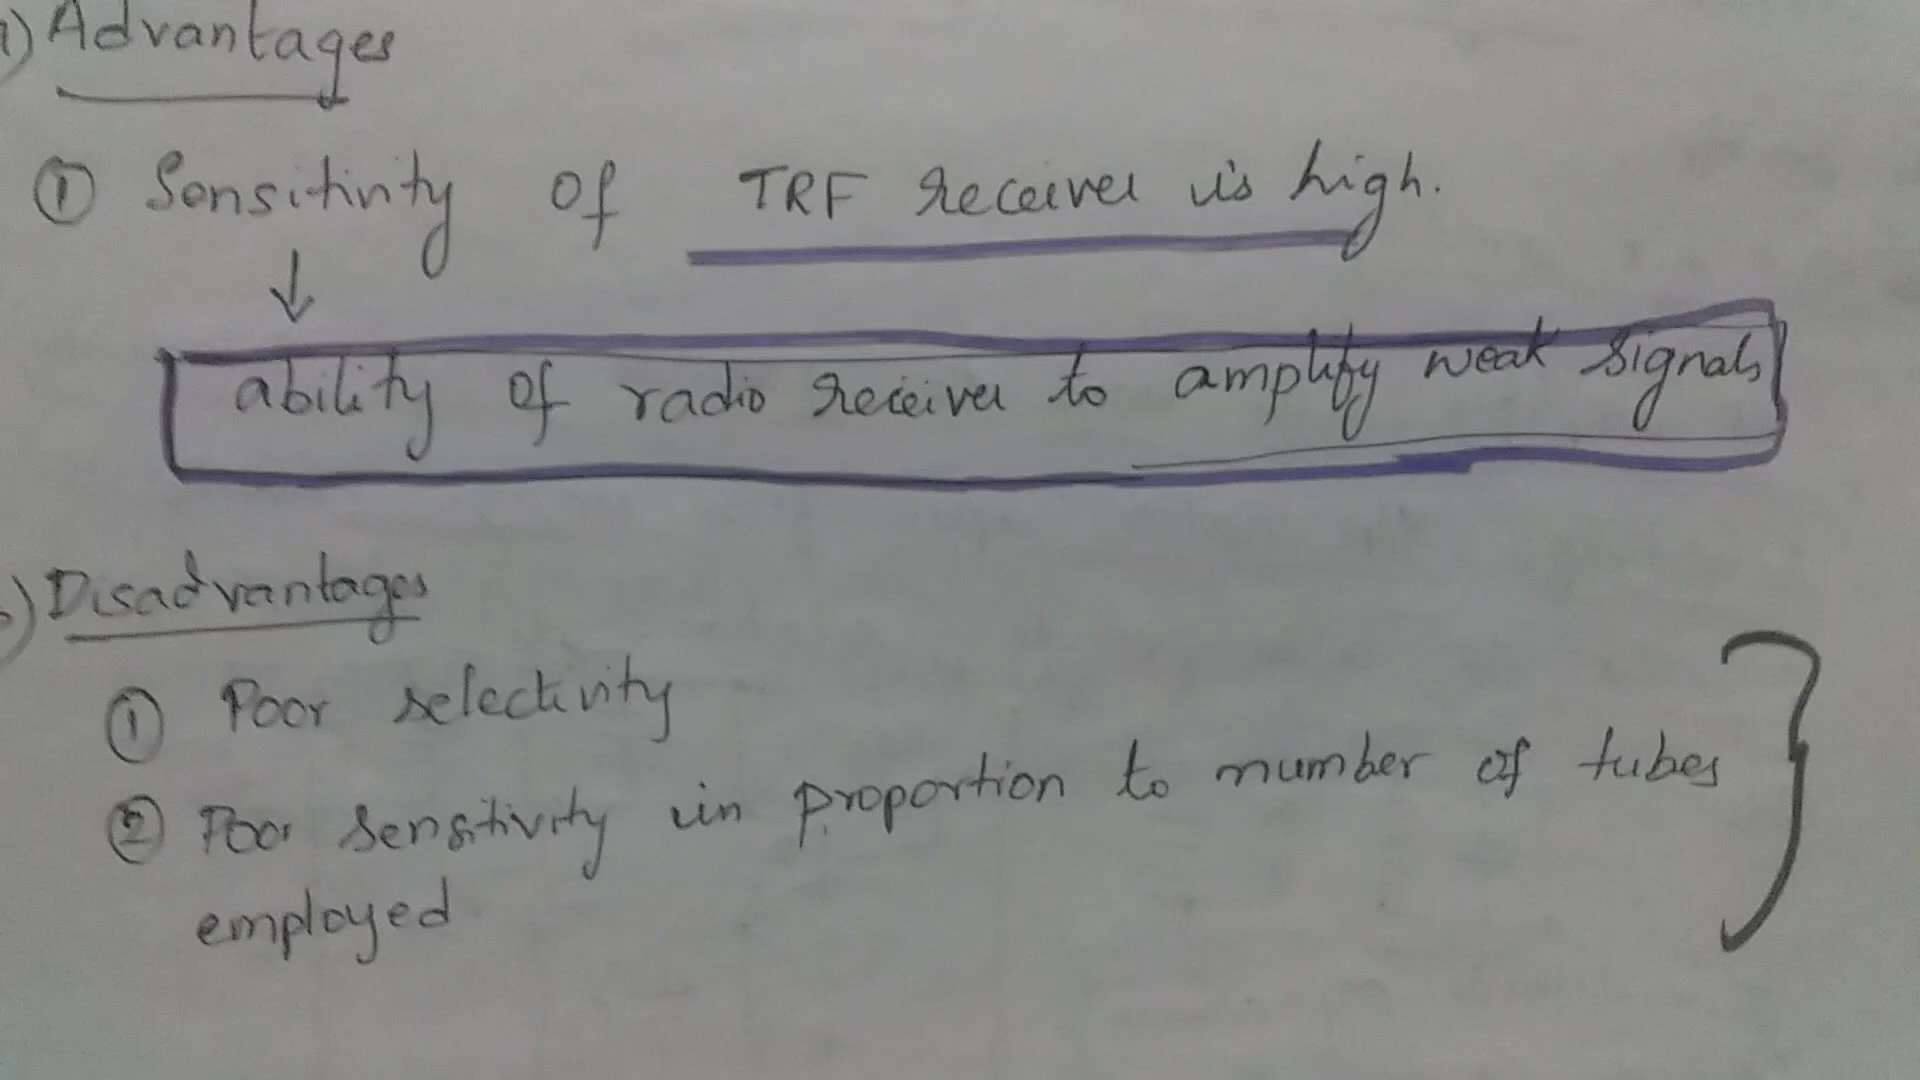 1) Advantages
① Sensitivity of TRF receiver is high.
↓
ability of radio receiver to amplify weak signals
) Disadvantages
① Poor selectivity
② Poor sensitivity in proportion to number of tubes
employed